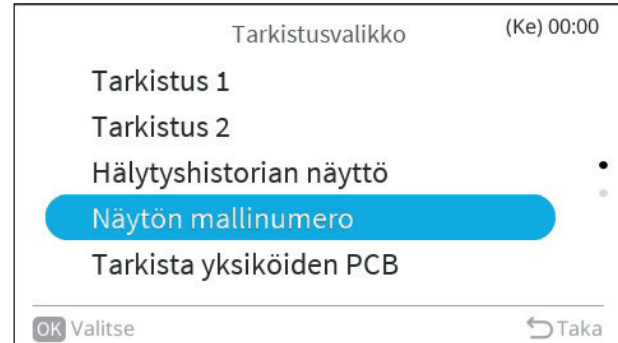 Tarkistusvalikko (Ke) 00:00
Tarkistus 1
Tarkistus 2
Hälytyshistorian näyttö
Näytön mallinumero
Tarkista yksiköiden PCB
OK Valitse Taka